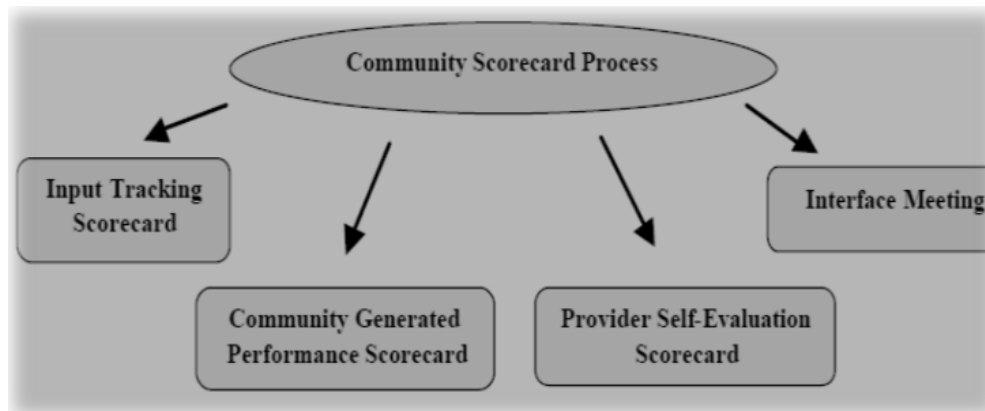 Community Scorecard Process
Input Tracking
Scorecard
Interface Meeting
Community Generated
Performance Scorecard
Provider Self-Evaluation
Scorecard